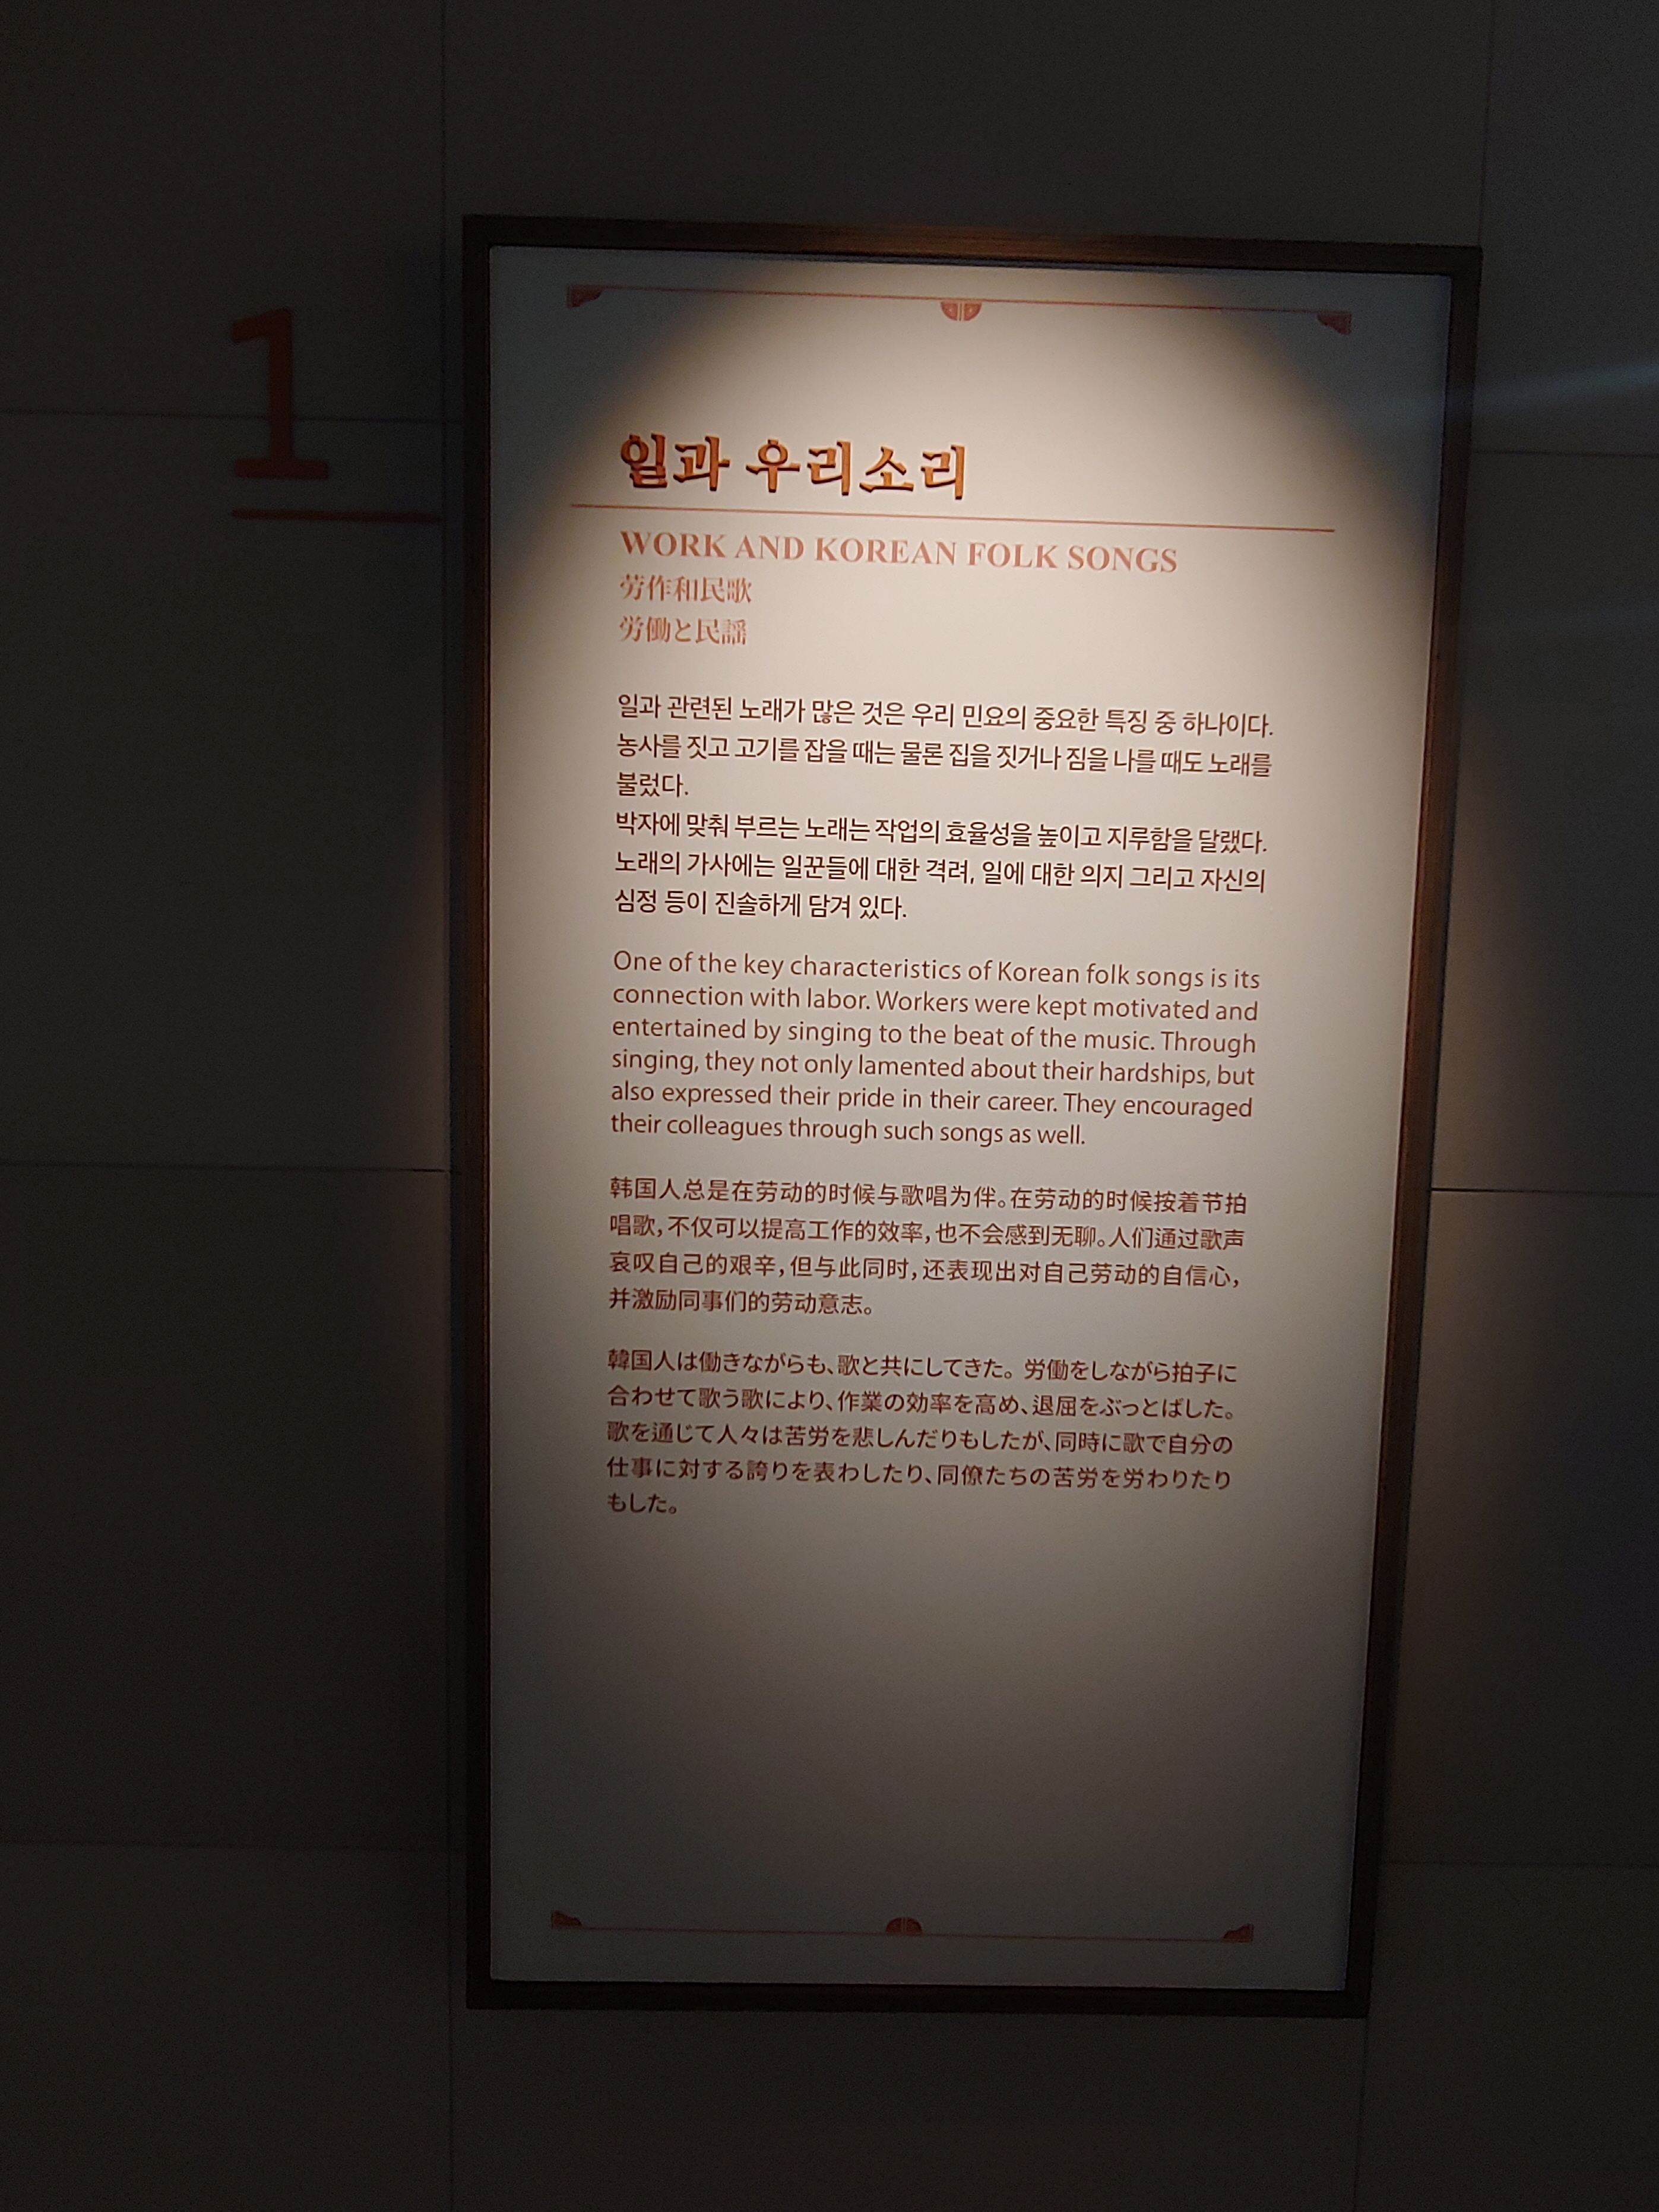 1
일과 우리소리
WORK AND KOREAN FOLK SONGS
劳作和民歌
労働と民謡
일과 관련된 노래가 많은 것은 우리 민요의 중요한 특징 중 하나이다.
농사를 짓고 고기를 잡을 때는 물론 집을 짓거나 짐을 나를 때도 노래를
불렀다.
박자에 맞춰 부르는 노래는 작업의 효율성을 높이고 지루함을 달랬다.
노래의 가사에는 일꾼들에 대한 격려, 일에 대한 의지 그리고 자신의
심정 등이 진솔하게 담겨 있다.
One of the key characteristics of Korean folk songs is its
connection with labor. Workers were kept motivated and
entertained by singing to the beat of the music. Through
singing, they not only lamented about their hardships, but
also expressed their pride in their career. They encouraged
their colleagues through such songs as well.
韩国人总是在劳动的时候与歌唱为伴。在劳动的时候按着节拍
唱歌,不仅可以提高工作的效率,也不会感到无聊。人们通过歌声
哀叹自己的艰辛,但与此同时,还表现出对自己劳动的自信心,
并激励同事们的劳动意志。
韓国人は働きながらも、歌と共にしてきた。労働をしながら拍子に
合わせて歌う歌により、作業の効率を高め、退屈をぶっとばした。
歌を通じて人々は苦労を悲しんだりもしたが、同時に歌で自分の
仕事に対する誇りを表わしたり、同僚たちの苦労を労わりたり
もした。